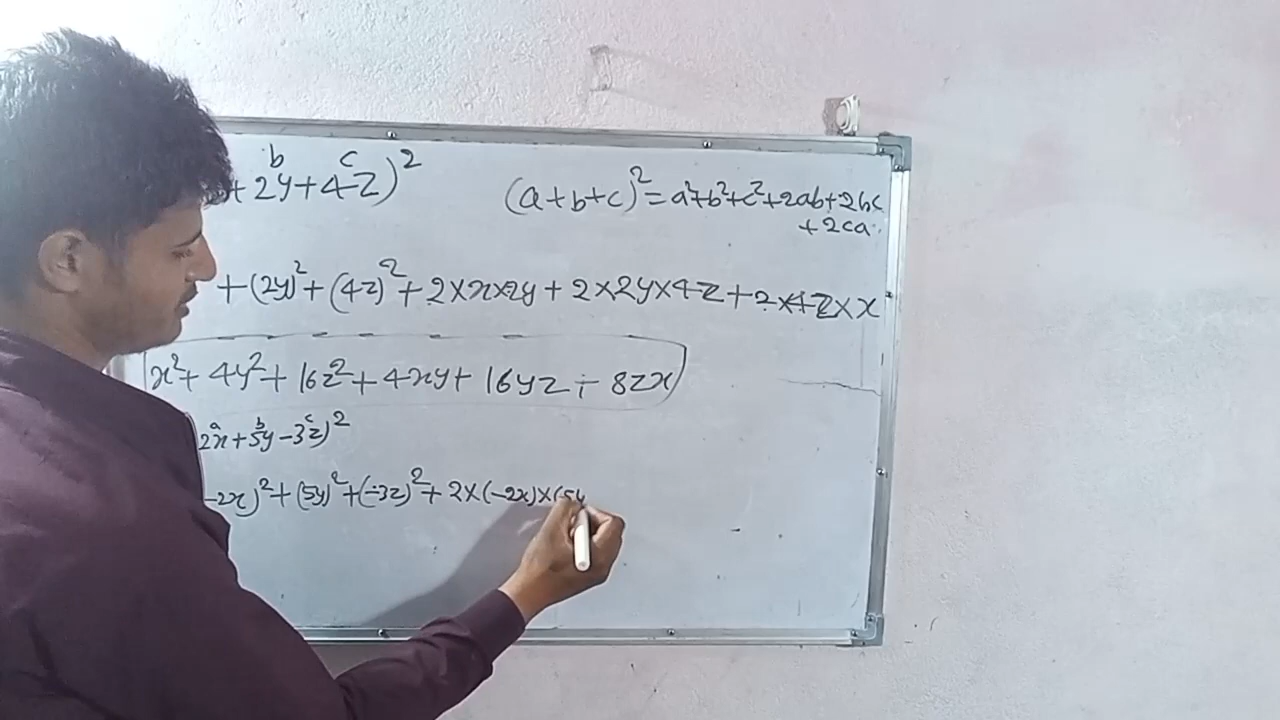 b c
+ 2y + 4z)²
(a+b+c)² = a²+b²+c²+2ab+2bc
+ 2ca
+ (2y)² + (4z)² + 2×x×2y + 2×2y×4z + 2×4z×x
x² + 4y² + 16z² + 4xy + 16yz + 8zx
a b c
2x + 5y - 3z)²
-2x)² + (5y)² + (-3z)² + 2×(-2x)×(5y